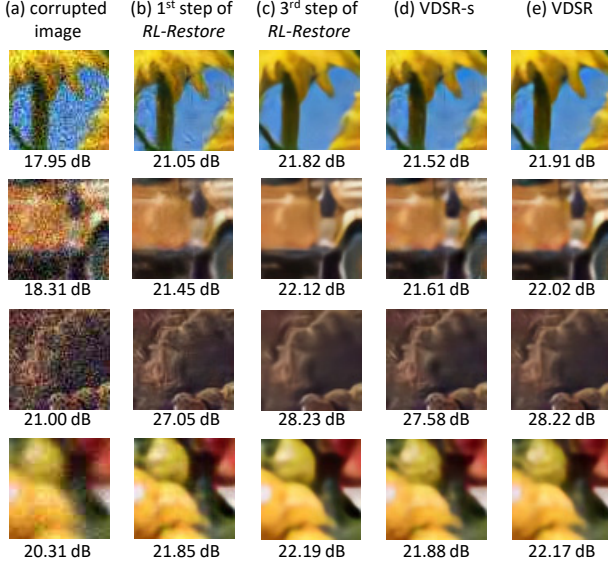 (a) corrupted image
(b) 1st step of RL-Restore
(c) 3rd step of RL-Restore
(d) VDSR-s
(e) VDSR
17.95 dB 21.05 dB 21.82 dB 21.52 dB 21.91 dB
18.31 dB 21.45 dB 22.12 dB 21.61 dB 22.02 dB
21.00 dB 27.05 dB 28.23 dB 27.58 dB 28.22 dB
20.31 dB 21.85 dB 22.19 dB 21.88 dB 22.17 dB